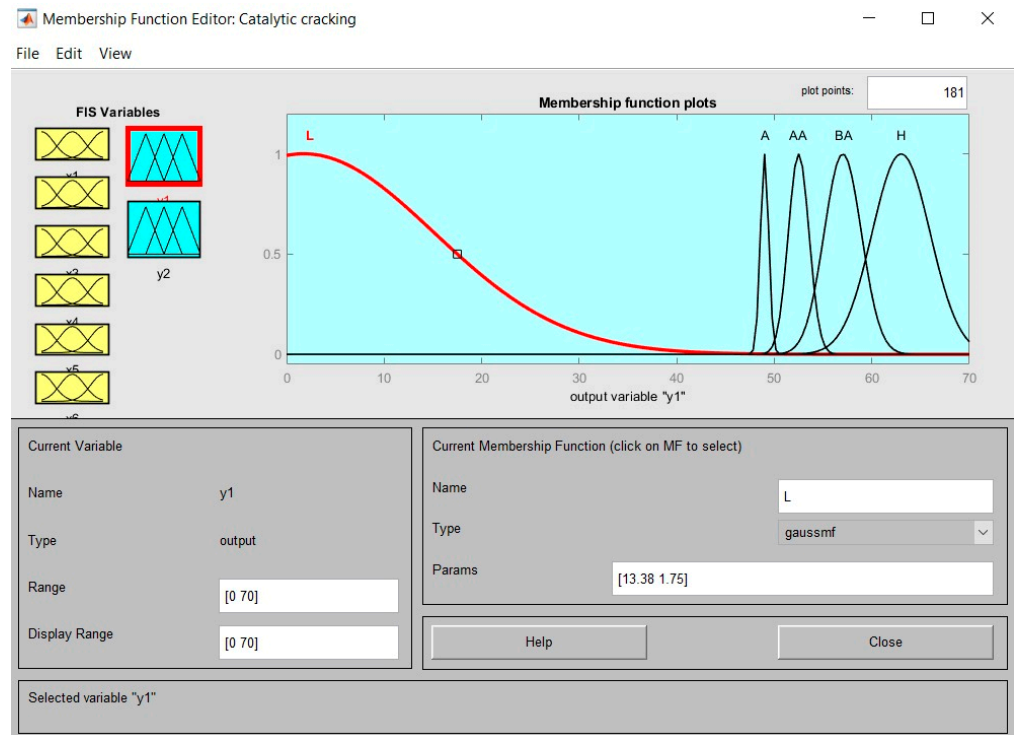 Membership Function Editor: Catalytic cracking
File Edit View
FIS Variables
Membership function plots
plot points: 181
x4
x5
y2
L A AA BA H
1
0.5
0
0 10 20 30 40 50 60 70
output variable "y1"
Current Variable
Name y1
Type output
Range [0 70]
Display Range [0 70]
Current Membership Function (click on MF to select)
Name L
Type gaussmf
Params [13.38 1.75]
Help Close
Selected variable "y1"